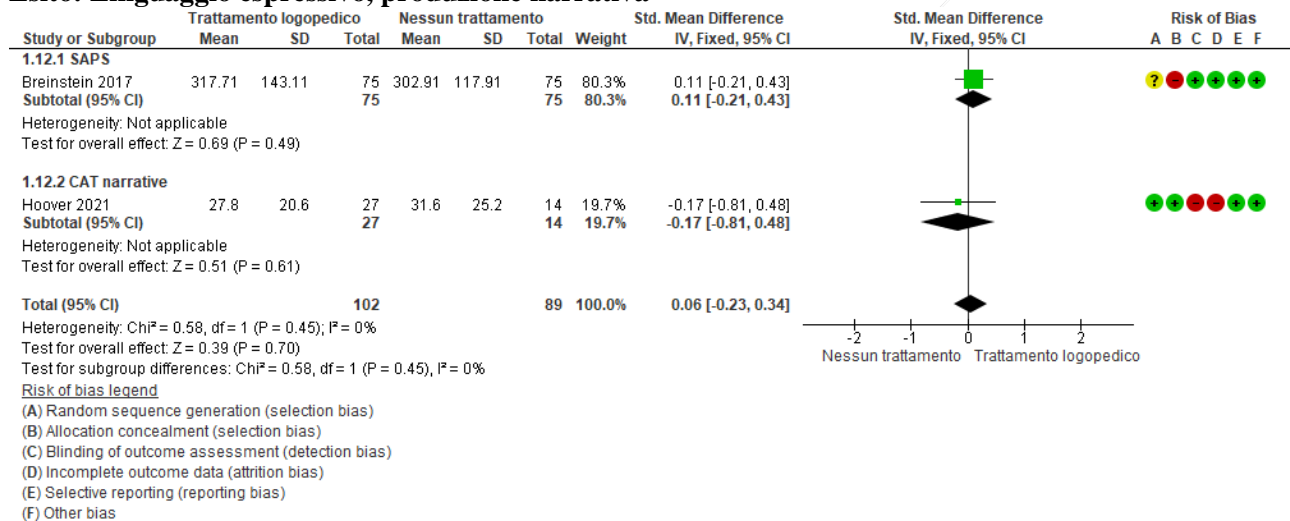 Esito: Linguaggio espressivo, produzione narrativa
Trattamento logopedico Nessun trattamento Std. Mean Difference Std. Mean Difference Risk of Bias
Study or Subgroup Mean SD Total Mean SD Total Weight IV, Fixed, 95% CI IV, Fixed, 95% CI A B C D E F
1.12.1 SAPS
Breinstein 2017 317.71 143.11 75 302.91 117.91 75 80.3% 0.11 [-0.21, 0.43] ? - + + + +
Subtotal (95% CI) 75 75 80.3% 0.11 [-0.21, 0.43]
Heterogeneity: Not applicable
Test for overall effect: Z = 0.69 (P = 0.49)
1.12.2 CAT narrative
Hoover 2021 27.8 20.6 27 31.6 25.2 14 19.7% -0.17 [-0.81, 0.48] + + - - + +
Subtotal (95% CI) 27 14 19.7% -0.17 [-0.81, 0.48]
Heterogeneity: Not applicable
Test for overall effect: Z = 0.51 (P = 0.61)
Total (95% CI) 102 89 100.0% 0.06 [-0.23, 0.34]
Heterogeneity: Chi² = 0.58, df = 1 (P = 0.45); I² = 0%
Test for overall effect: Z = 0.39 (P = 0.70)
Test for subgroup differences: Chi² = 0.58, df = 1 (P = 0.45), I² = 0%
-2 -1 0 1 2
Nessun trattamento Trattamento logopedico
Risk of bias legend
(A) Random sequence generation (selection bias)
(B) Allocation concealment (selection bias)
(C) Blinding of outcome assessment (detection bias)
(D) Incomplete outcome data (attrition bias)
(E) Selective reporting (reporting bias)
(F) Other bias